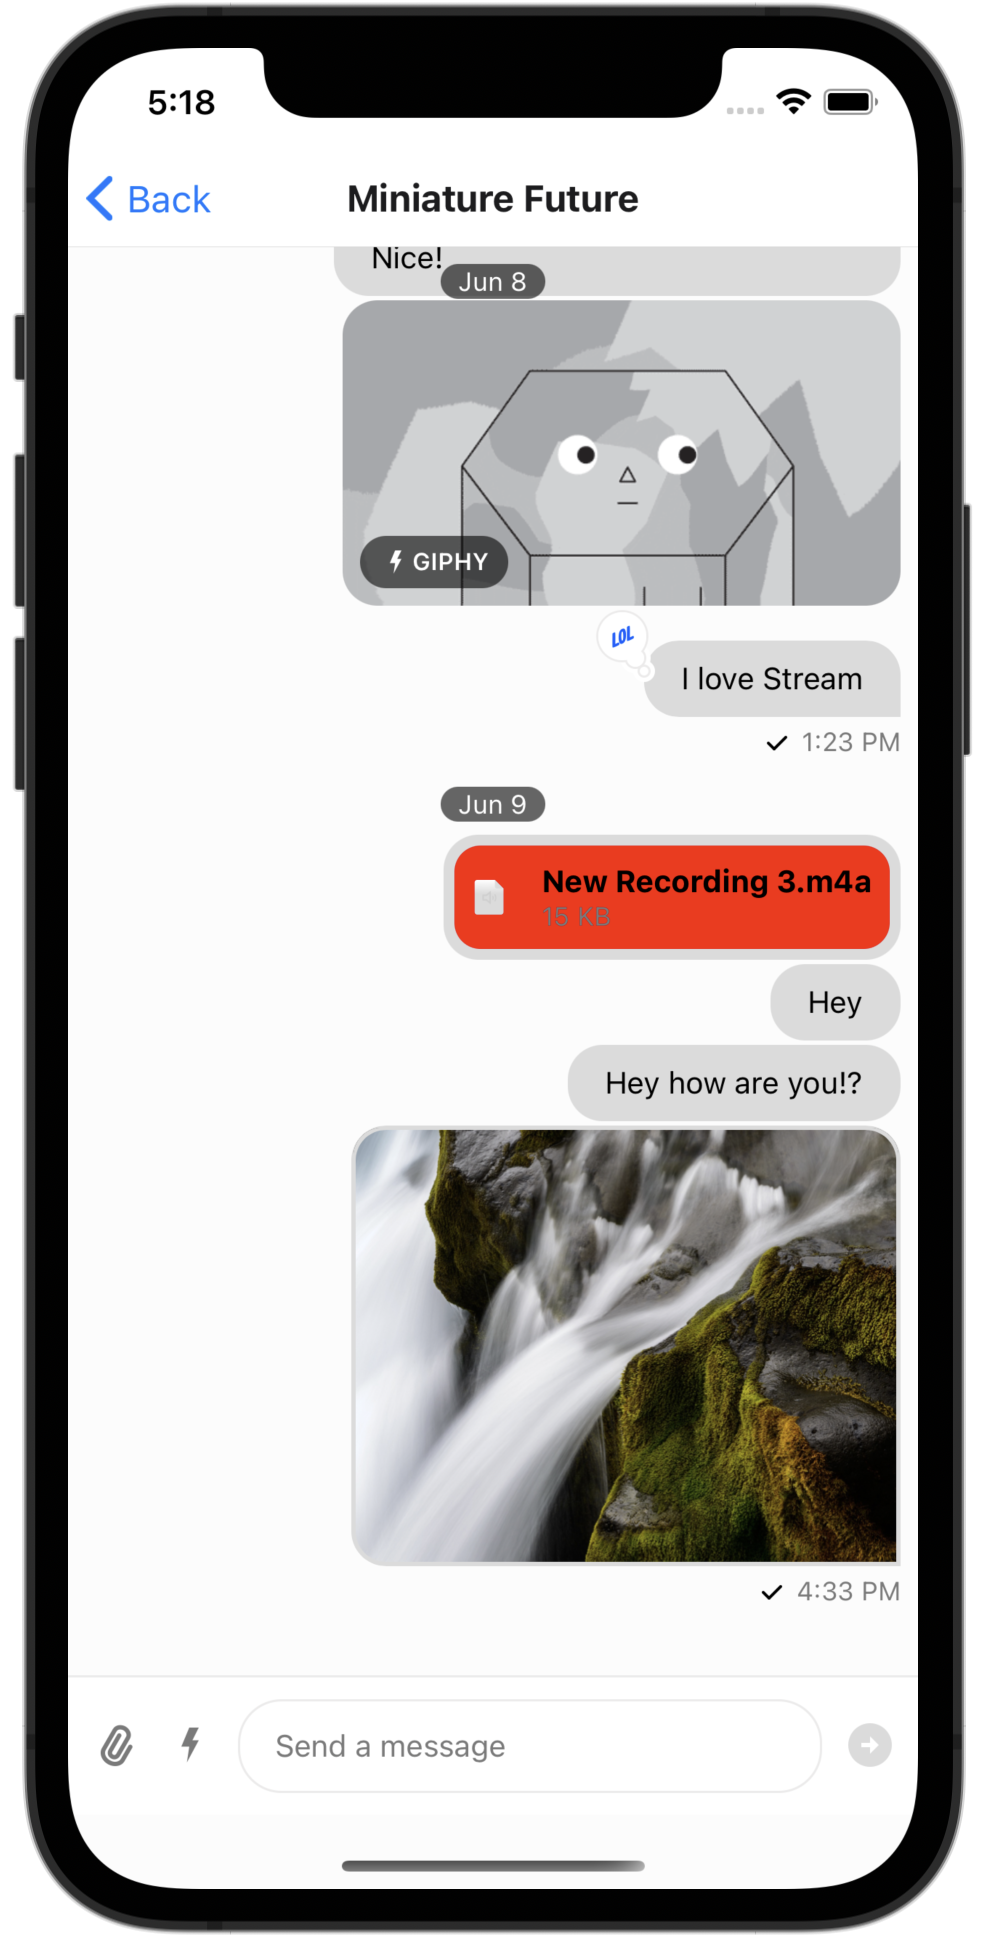 5:18
Back
Miniature Future
Nice!
Jun 8
GIPHY
LOL
I love Stream
1:23 PM
Jun 9
New Recording 3.m4a
15 KB
Hey
Hey how are you!?
4:33 PM
Send a message